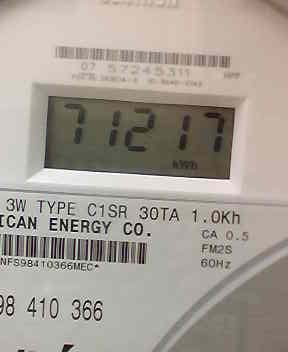 07 57245311
71217
kWh
3W TYPE C1SR 30TA 1.0Kh
ICAN ENERGY CO.
CA 0.5
FM2S
60Hz
NFS98410366MEC*
98 410 366